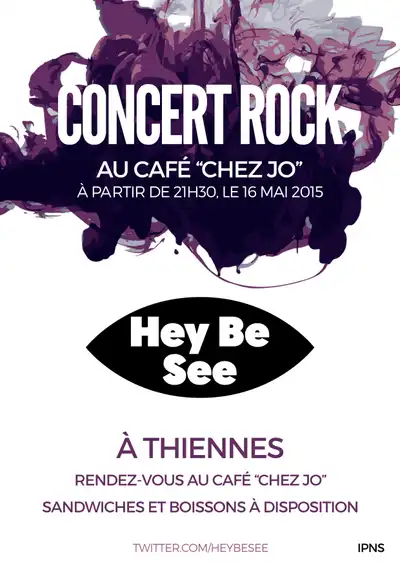 CONCERT ROCK
AU CAFÉ “CHEZ JO”
À PARTIR DE 21H30, LE 16 MAI 2015
Hey Be
See
À THIENNES
RENDEZ-VOUS AU CAFÉ “CHEZ JO”
SANDWICHES ET BOISSONS À DISPOSITION
TWITTER.COM/HEYBESEE
IPNS